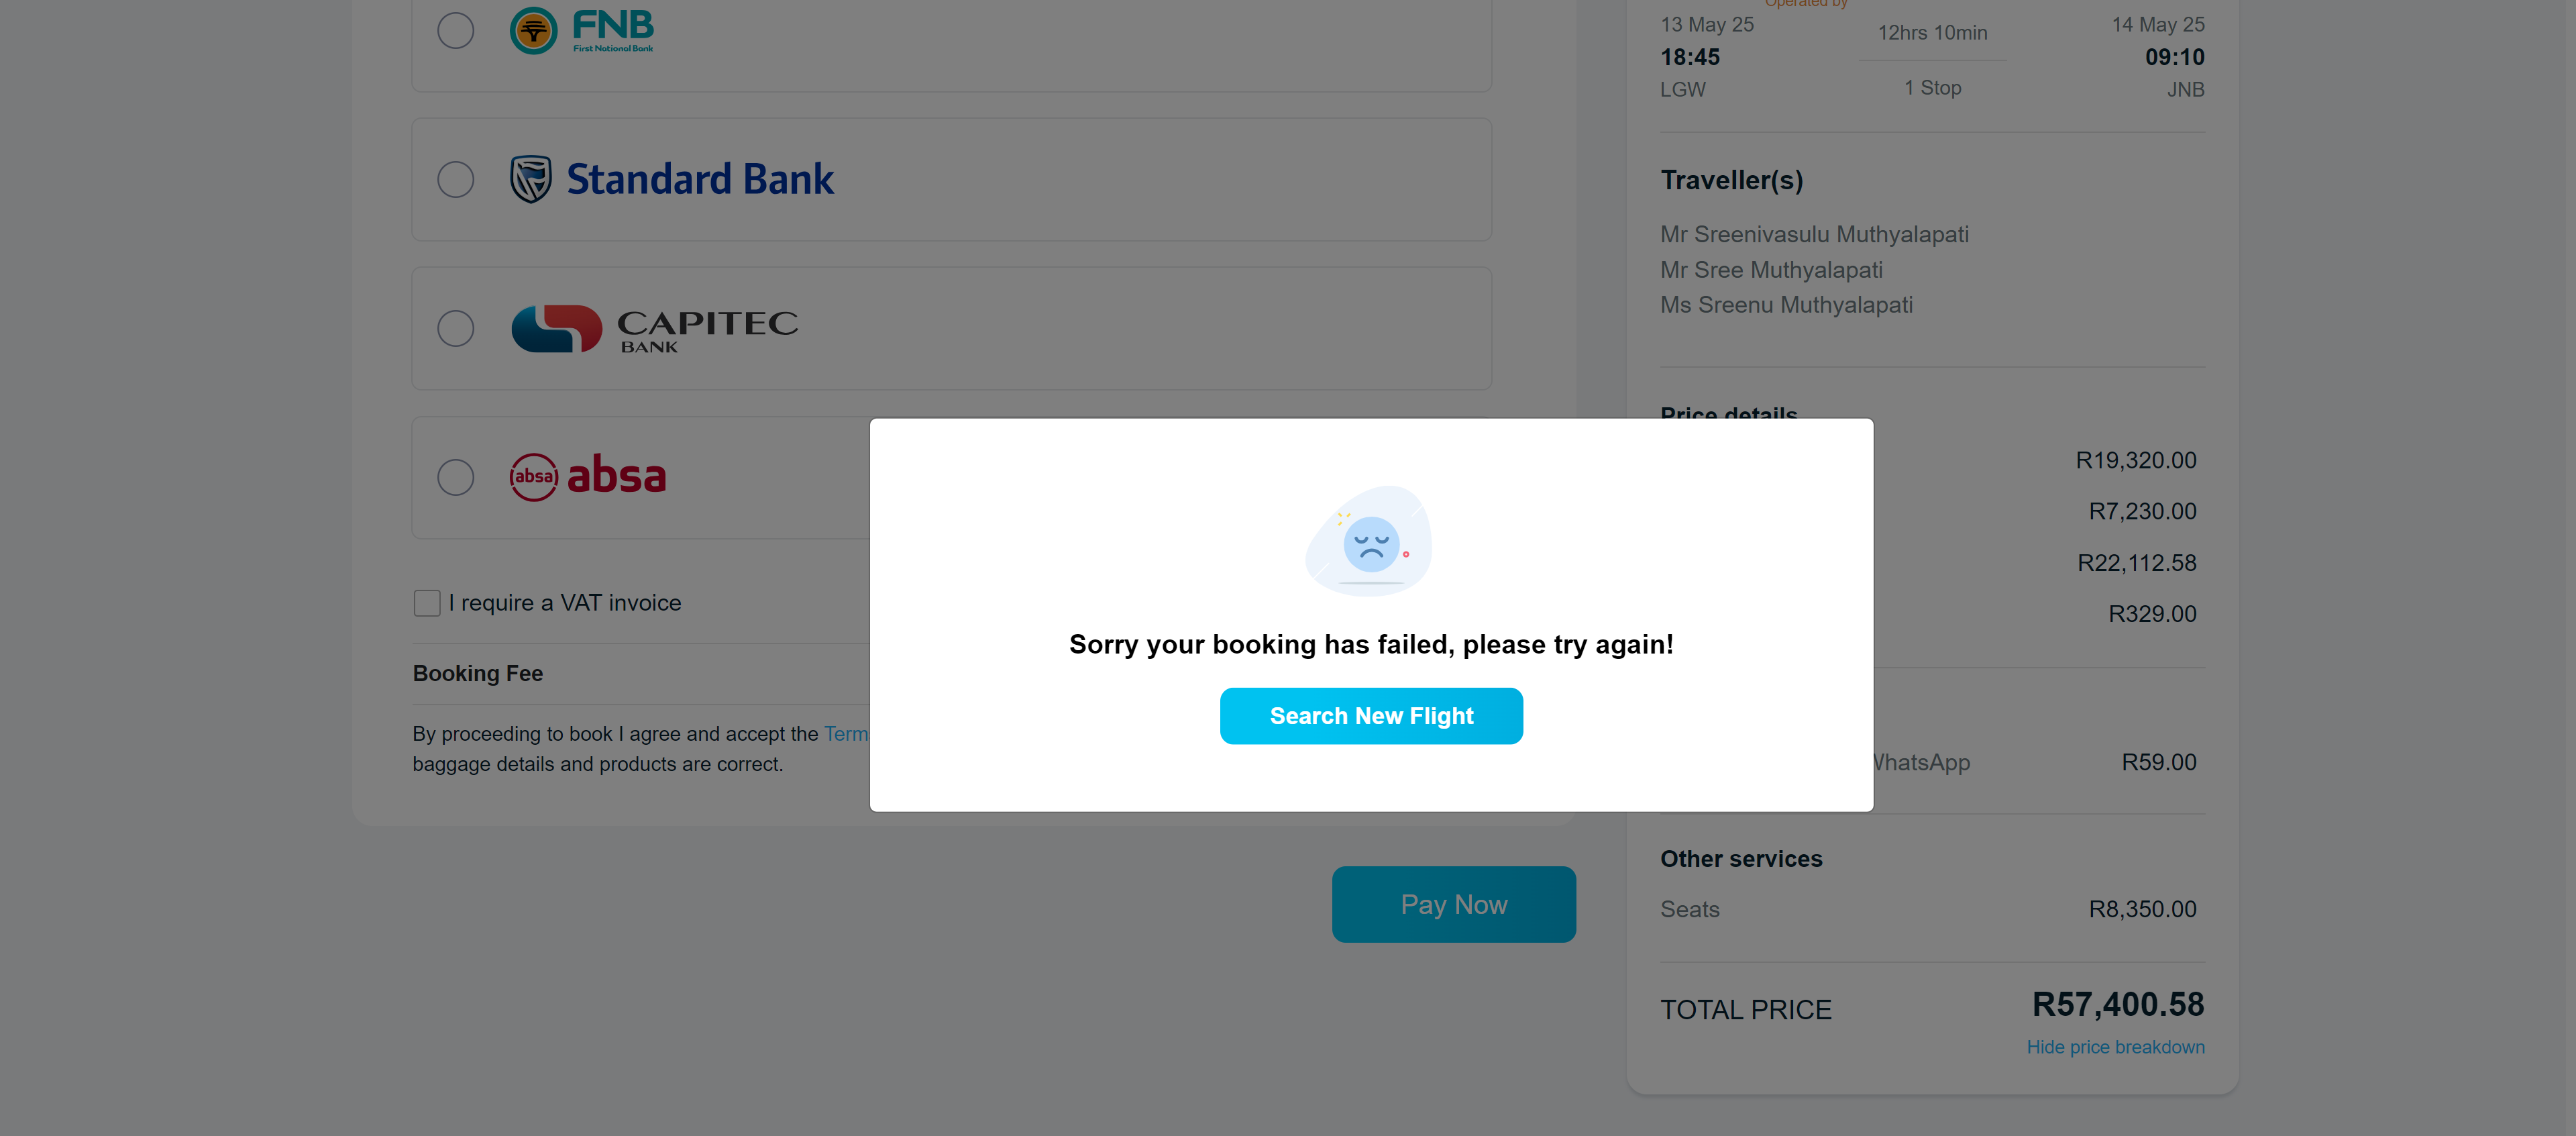 FNB
First National Bank
Standard Bank
CAPITEC
BANK
absa absa
I require a VAT invoice
Booking Fee
By proceeding to book I agree and accept the Term
baggage details and products are correct.
Sorry your booking has failed, please try again!
Search New Flight
Pay Now
Operated by
13 May 25 12hrs 10min 14 May 25
18:45 09:10
LGW 1 Stop JNB
Traveller(s)
Mr Sreenivasulu Muthyalapati
Mr Sree Muthyalapati
Ms Sreenu Muthyalapati
Price details
R19,320.00
R7,230.00
R22,112.58
R329.00
WhatsApp R59.00
Other services
Seats R8,350.00
TOTAL PRICE R57,400.58
Hide price breakdown